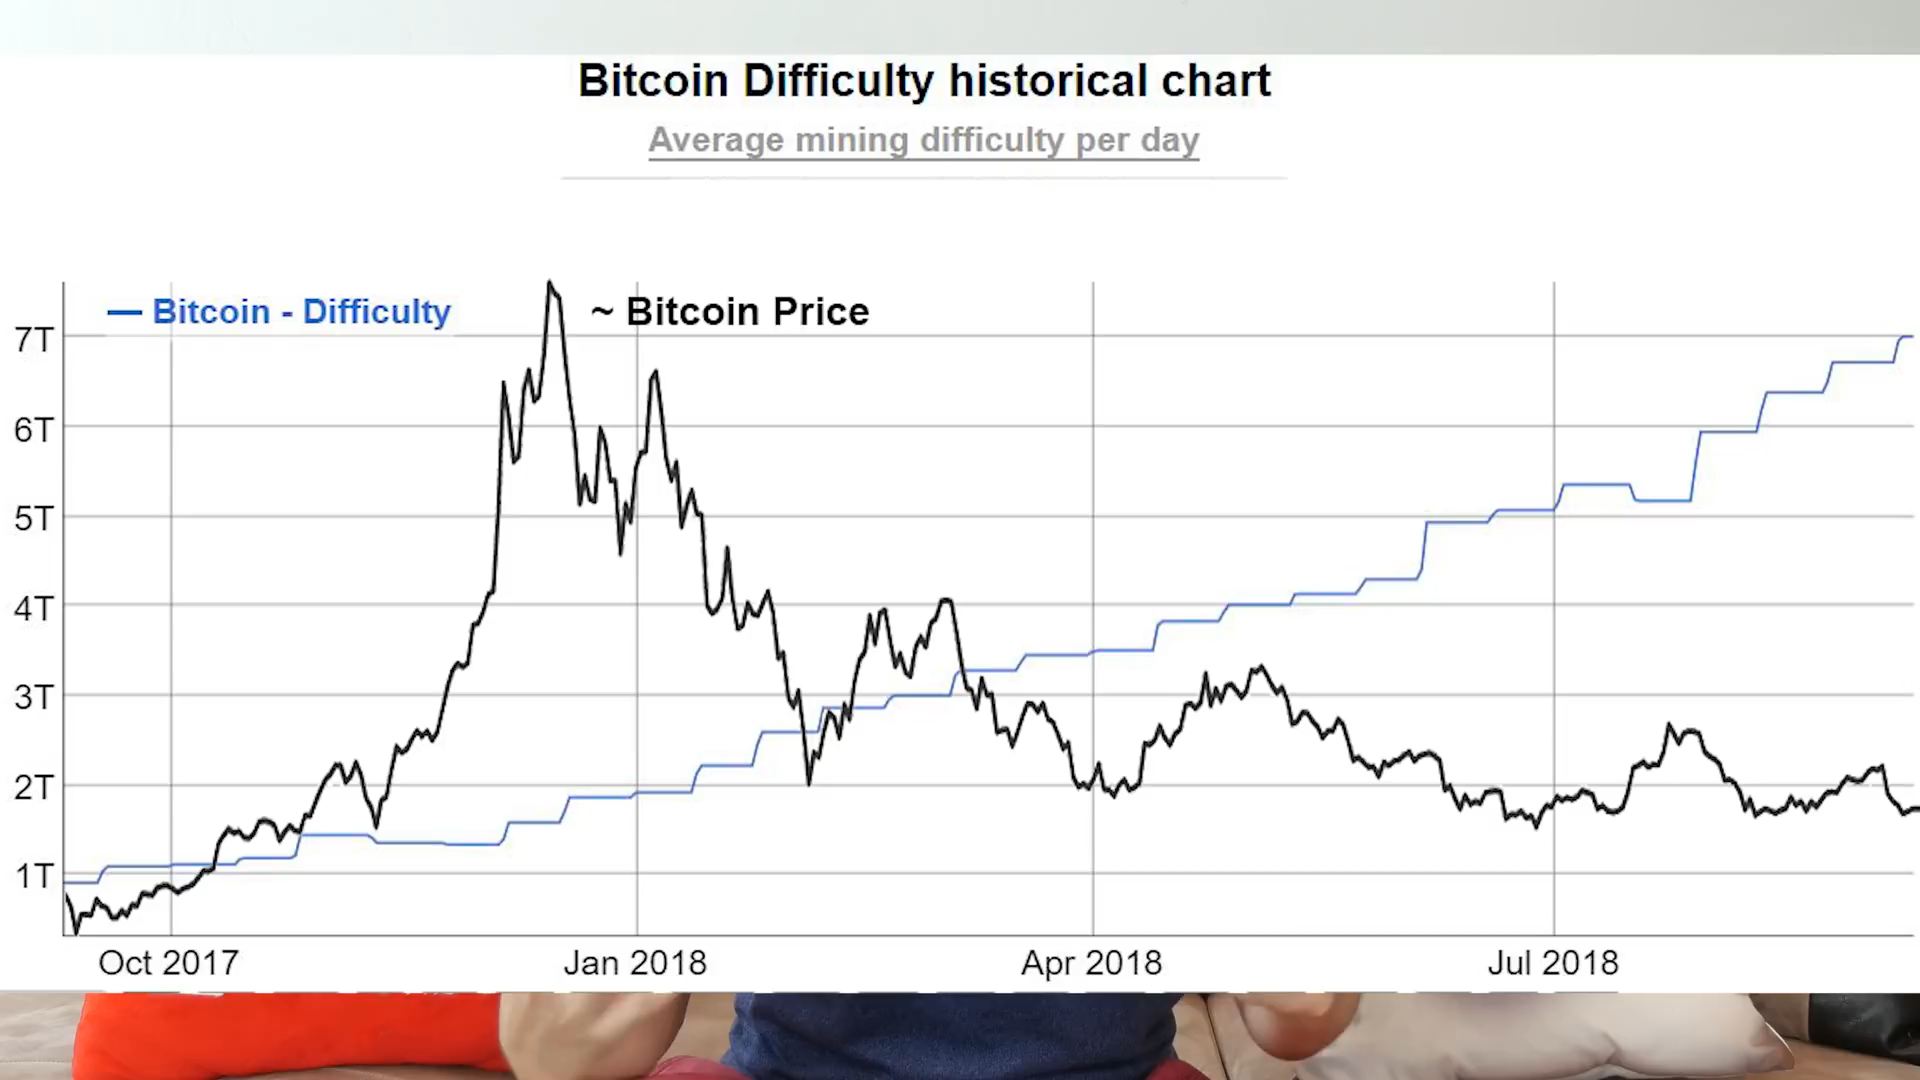 Bitcoin Difficulty historical chart
Average mining difficulty per day
— Bitcoin - Difficulty
~ Bitcoin Price
7T
6T
5T
4T
3T
2T
1T
Oct 2017
Jan 2018
Apr 2018
Jul 2018